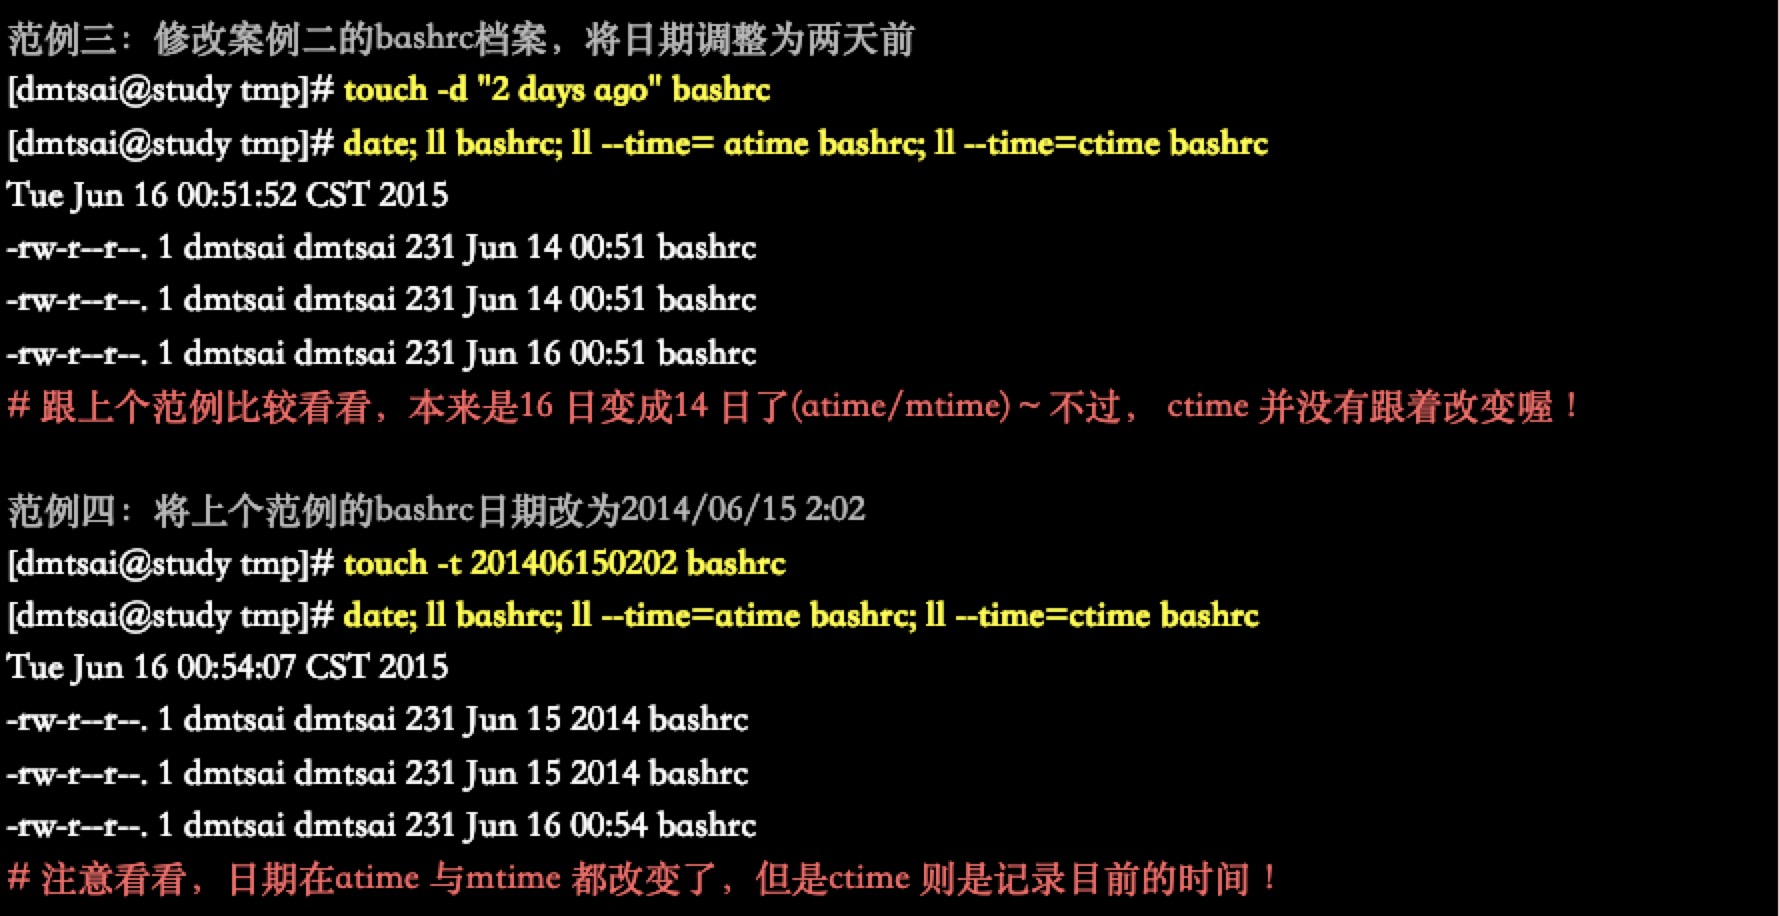 范例三：修改案例二的bashrc档案，将日期调整为两天前
[dmtsai@study tmp]# touch -d "2 days ago" bashrc
[dmtsai@study tmp]# date; ll bashrc; ll --time= atime bashrc; ll --time=ctime bashrc
Tue Jun 16 00:51:52 CST 2015
-rw-r--r--. 1 dmtsai dmtsai 231 Jun 14 00:51 bashrc
-rw-r--r--. 1 dmtsai dmtsai 231 Jun 14 00:51 bashrc
-rw-r--r--. 1 dmtsai dmtsai 231 Jun 16 00:51 bashrc
# 跟上个范例比较看看，本来是16 日变成14 日了(atime/mtime) ~ 不过， ctime 并没有跟着改变喔！
范例四：将上个范例的bashrc日期改为2014/06/15 2:02
[dmtsai@study tmp]# touch -t 201406150202 bashrc
[dmtsai@study tmp]# date; ll bashrc; ll --time=atime bashrc; ll --time=ctime bashrc
Tue Jun 16 00:54:07 CST 2015
-rw-r--r--. 1 dmtsai dmtsai 231 Jun 15 2014 bashrc
-rw-r--r--. 1 dmtsai dmtsai 231 Jun 15 2014 bashrc
-rw-r--r--. 1 dmtsai dmtsai 231 Jun 16 00:54 bashrc
# 注意看看，日期在atime 与mtime 都改变了，但是ctime 则是记录目前的时间！